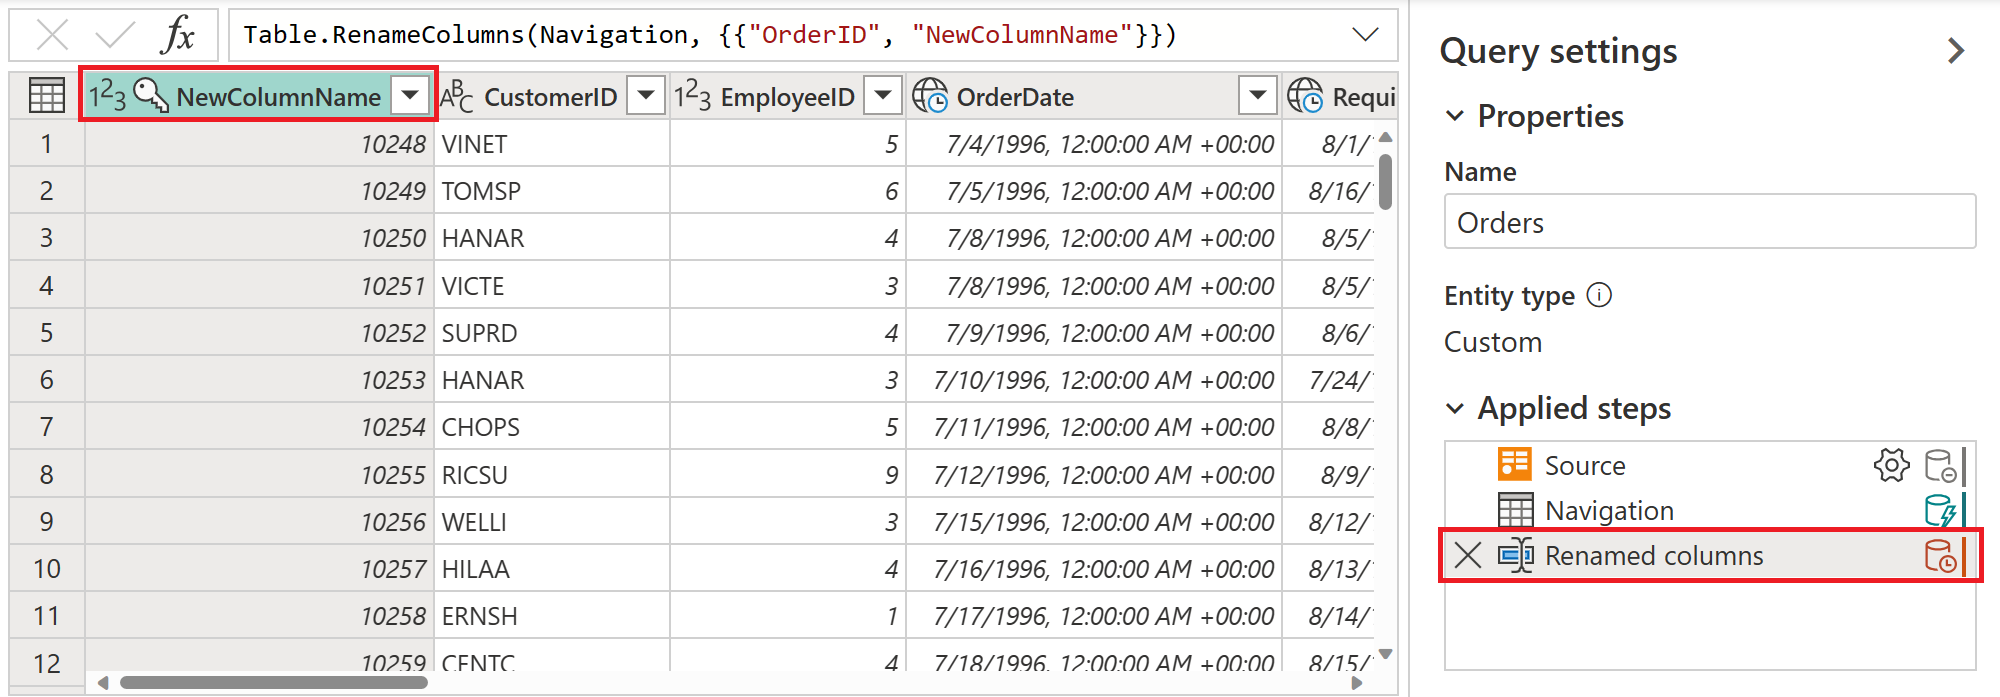 fx Table.RenameColumns(Navigation, {{"OrderID", "NewColumnName"}})
123 NewColumnName ABC CustomerID 123 EmployeeID OrderDate Requi
1 10248 VINET 5 7/4/1996, 12:00:00 AM +00:00 8/1/
2 10249 TOMSP 6 7/5/1996, 12:00:00 AM +00:00 8/16/
3 10250 HANAR 4 7/8/1996, 12:00:00 AM +00:00 8/5/
4 10251 VICTE 3 7/8/1996, 12:00:00 AM +00:00 8/5/
5 10252 SUPRD 4 7/9/1996, 12:00:00 AM +00:00 8/6/
6 10253 HANAR 3 7/10/1996, 12:00:00 AM +00:00 7/24/
7 10254 CHOPS 5 7/11/1996, 12:00:00 AM +00:00 8/8/
8 10255 RICSU 9 7/12/1996, 12:00:00 AM +00:00 8/9/
9 10256 WELLI 3 7/15/1996, 12:00:00 AM +00:00 8/12/
10 10257 HILAA 4 7/16/1996, 12:00:00 AM +00:00 8/13/
11 10258 ERNSH 1 7/17/1996, 12:00:00 AM +00:00 8/14/
12 10259 CENTC 4 7/18/1996, 12:00:00 AM +00:00 8/15/
Query settings
Properties
Name
Orders
Entity type
Custom
Applied steps
Source
Navigation
Renamed columns